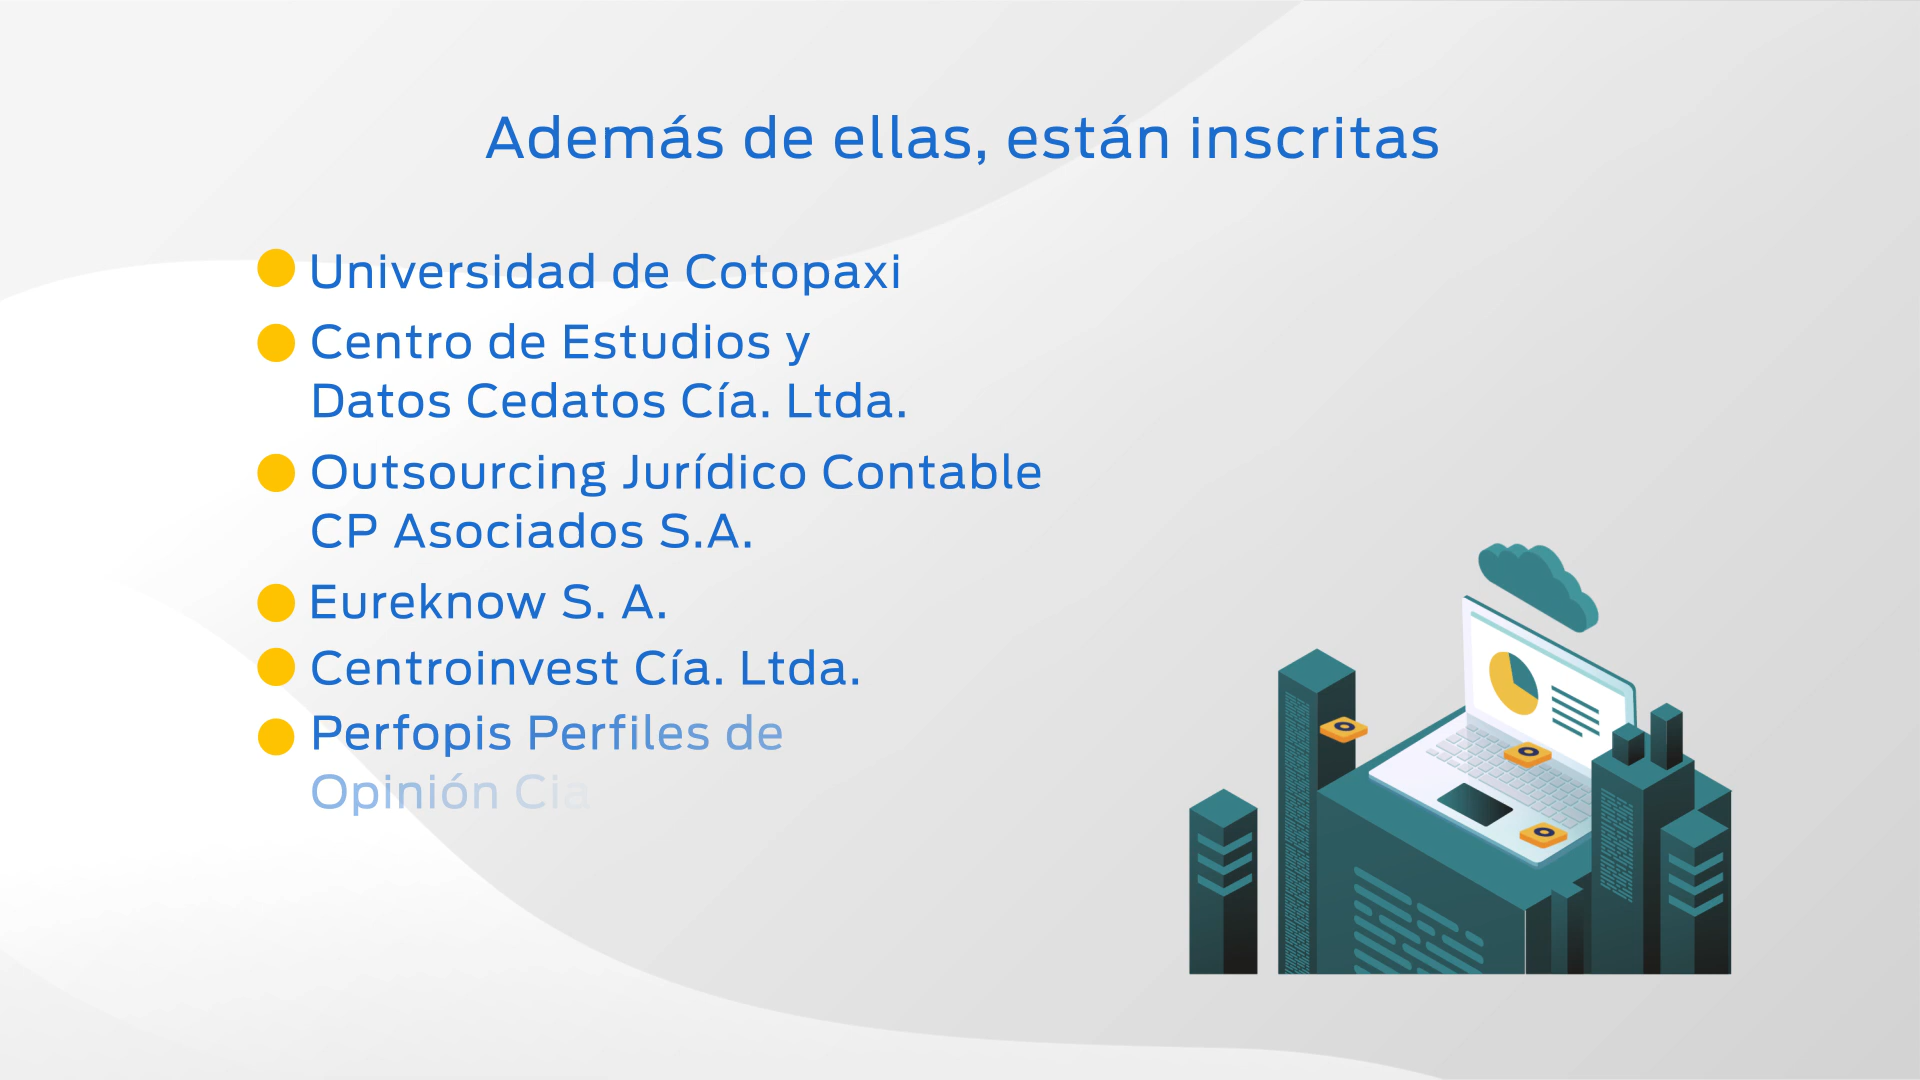 Además de ellas, están inscritas
Universidad de Cotopaxi
Centro de Estudios y
Datos Cedatos Cía. Ltda.
Outsourcing Jurídico Contable
CP Asociados S.A.
Eureknow S. A.
Centroinvest Cía. Ltda.
Perfopis Perfiles de
Opinión Cia